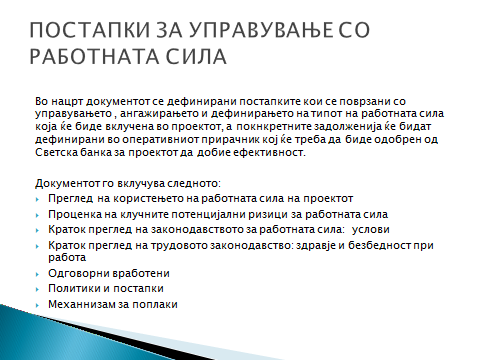 ПОСТАПКИ ЗА УПРАВУВАЊЕ СО
РАБОТНАТА СИЛА
Во нацрт документот се дефинирани постапките кои се поврзани со
управувањето , ангажирањето и дефинирањето на типот на работната сила
која ќе биде вклучена во проектот, а покнкретните задолженија ќе бидат
дефинирани во оперативниот прирачник кој ќе треба да биде одобрен од
Светска банка за проектот да добие ефективност.
Документот го вклучува следното:
Преглед на користењето на работната сила на проектот
Проценка на клучните потенцијални ризици за работната сила
Краток преглед на законодавството за работната сила: услови
Краток преглед на трудовото законодавство: здравје и безбедност при
работа
Одговорни вработени
Политики и постапки
Механнизам за поплаки